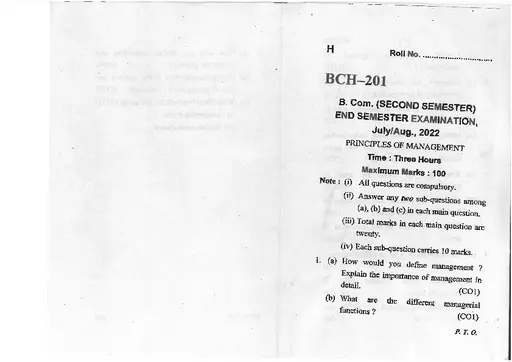 H
Roll No. ..............................
BCH–201
B. Com. (SECOND SEMESTER)
END SEMESTER EXAMINATION,
July/Aug., 2022
PRINCIPLES OF MANAGEMENT
Time : Three Hours
Maximum Marks : 100
Note : (i) All questions are compulsory.
(ii) Answer any two sub-questions among
(a), (b) and (c) in each main question.
(iii) Total marks in each main question are
twenty.
(iv) Each sub-question carries 10 marks.
1. (a) How would you define management ?
Explain the importance of management in
detail. (CO1)
(b) What are the different managerial
functions ? (CO1)
P. T. O.